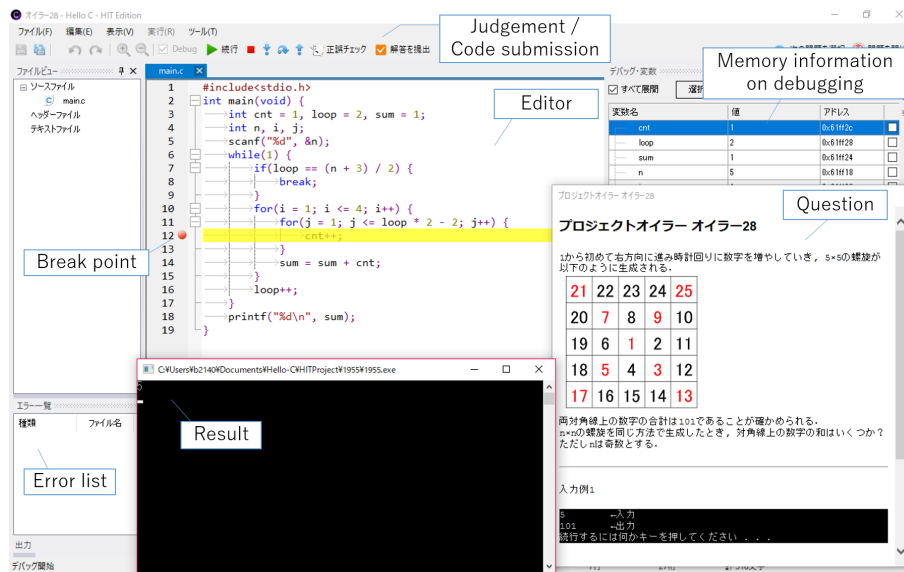 オイラー28 - Hello C - HIT Edition
ファイル(F) 編集(E) 表示(V) 実行(R) ツール(T)
Debug 続行 正誤チェック 解答を提出
Judgement /
Code submission
ファイルビュー
ソースファイル
main.c
ヘッダーファイル
テキストファイル
main.c
1 #include<stdio.h>
2 int main(void) {
3 int cnt = 1, loop = 2, sum = 1;
4 int n, i, j;
5 scanf("%d", &n);
6 while(1) {
7 if(loop == (n + 3) / 2) {
8 break;
9 }
10 for(i = 1; i <= 4; i++) {
11 for(j = 1; j <= loop * 2 - 2; j++) {
12 cnt++;
13 }
14 sum = sum + cnt;
15 }
16 loop++;
17 }
18 printf("%d\n", sum);
19 }
Editor
Break point
デバッグ・変数
すべて展開
Memory information
on debugging
変数名 値 アドレス
cnt 1 0x61ff2c
loop 2 0x61ff28
sum 1 0x61ff24
n 5 0x61ff18
プロジェクトオイラー オイラー28
Question
プロジェクトオイラー オイラー28
1から初めて右方向に進み時計回りに数字を増やしていき, 5×5の螺旋が
以下のように生成される.
21 22 23 24 25
20 7 8 9 10
19 6 1 2 11
18 5 4 3 12
17 16 15 14 13
両対角線上の数字の合計は101であることが確かめられる.
n×nの螺旋を同じ方法で生成したとき, 対角線上の数字の和はいくつか?
ただしnは奇数とする.
入力例1
5 ←入力
101 ←出力
続行するには何かキーを押してください . . .
C:¥Users¥b2140¥Documents¥Hello-C¥HITProject¥1955¥1955.exe
5
Result
エラー一覧
種類 ファイル名
Error list
出力
デバッグ開始